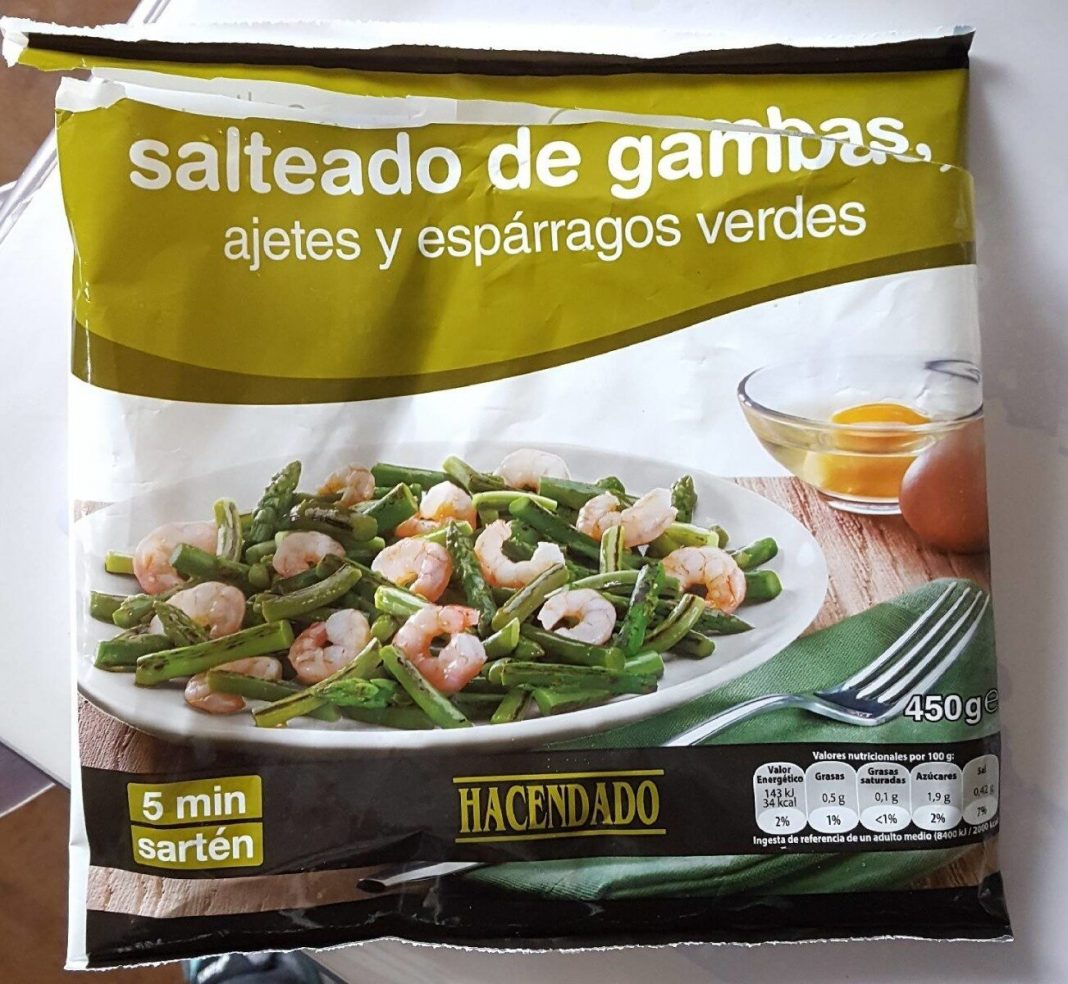 salteado de gambas,
ajetes y espárragos verdes
450g e
5 min
sartén
HACENDADO
Valores nutricionales por 100 g:
Valor Energético Grasas Grasas saturadas Azúcares Sal
143 kJ 34 kcal 0,5 g 0,1 g 1,9 g 0,42 g
2% 1% <1% 2% 7%
Ingesta de referencia de un adulto medio (8400 kJ / 2000 kcal)